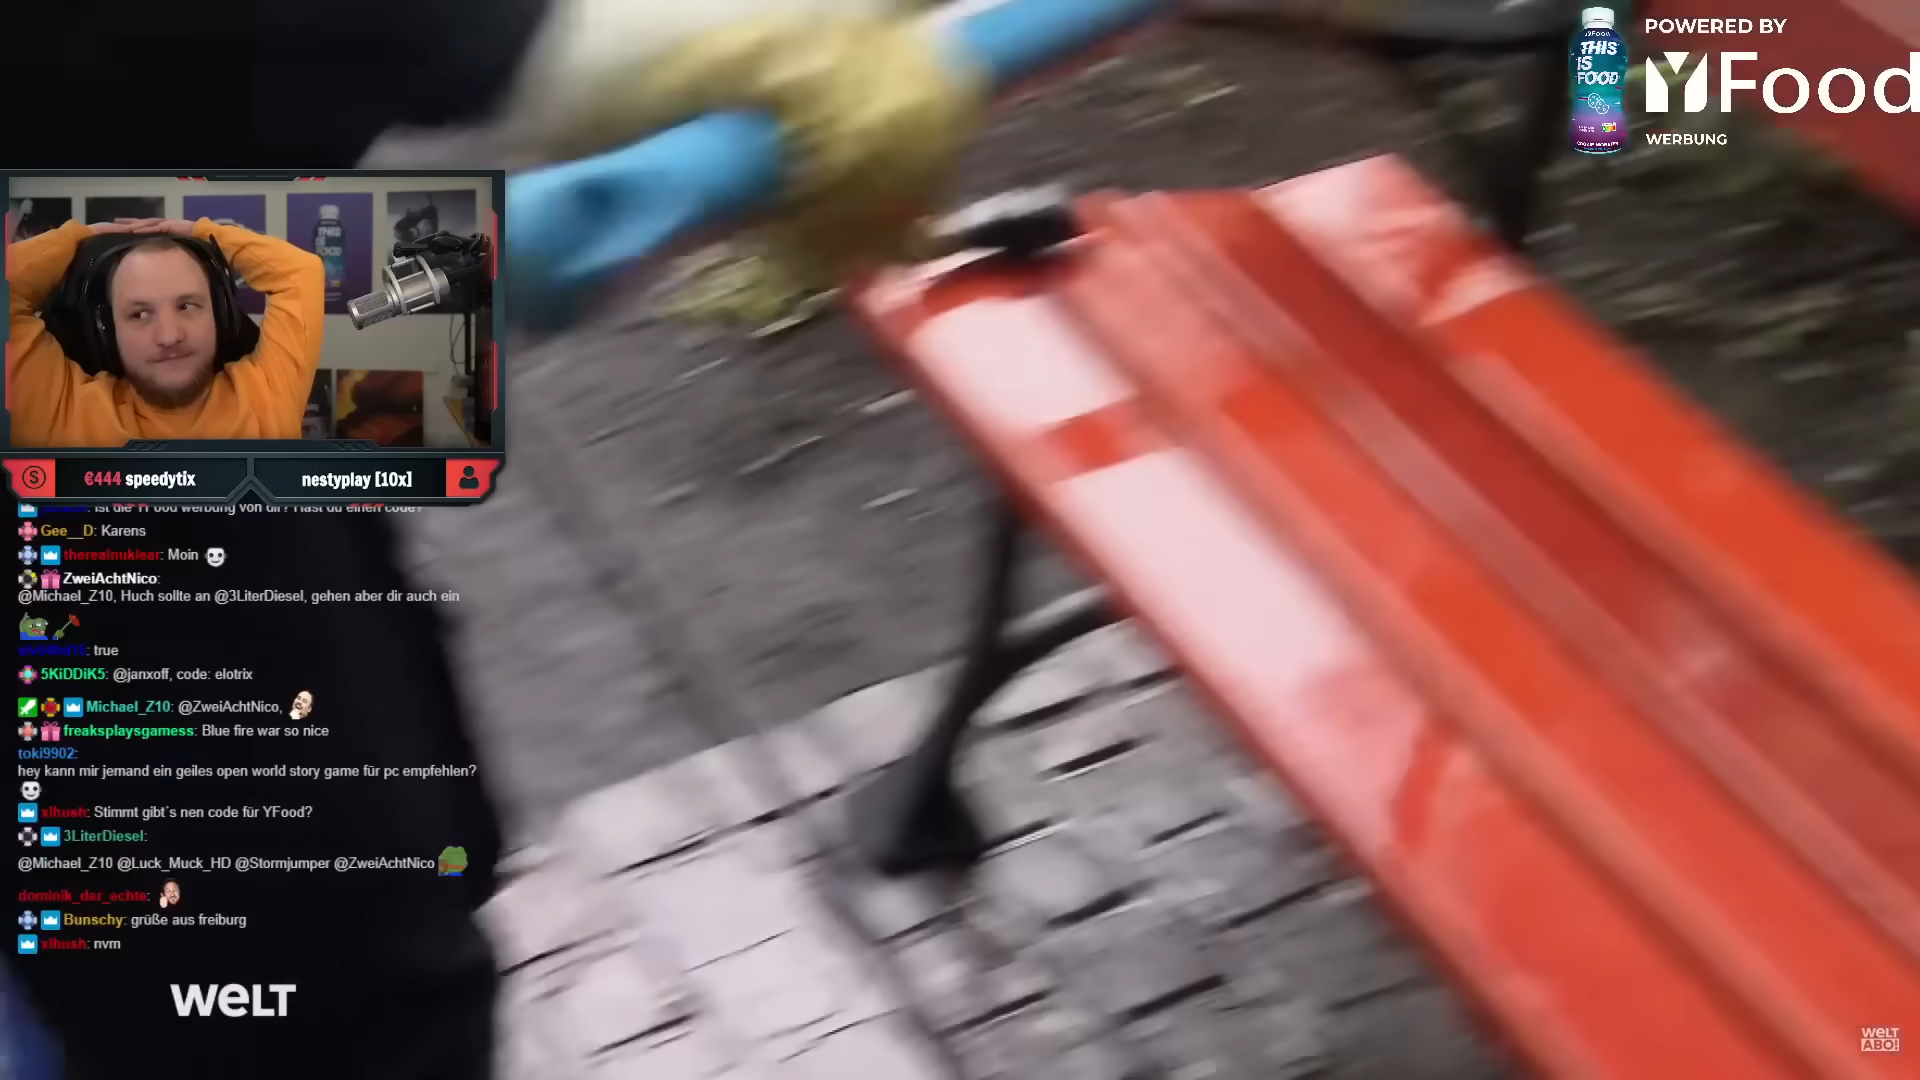 POWERED BY
YFood
WERBUNG
THIS
IS
FOOD
€444 speedytix
nestyplay [10x]
Gee__D: Karens
therealnuklear: Moin
ZweiAchtNico:
@Michael_Z10, Huch sollte an @3LiterDiesel, gehen aber dir auch ein
: true
5KiDDiK5: @janxoff, code: elotrix
Michael_Z10: @ZweiAchtNico,
freaksplaysgamess: Blue fire war so nice
toki9902:
hey kann mir jemand ein geiles open world story game für pc empfehlen?
xlhush: Stimmt gibt´s nen code für YFood?
3LiterDiesel:
@Michael_Z10 @Luck_Muck_HD @Stormjumper @ZweiAchtNico
dominik_der_echte:
Bunschy: grüße aus freiburg
xlhush: nvm
WELT
WELT
ABO!